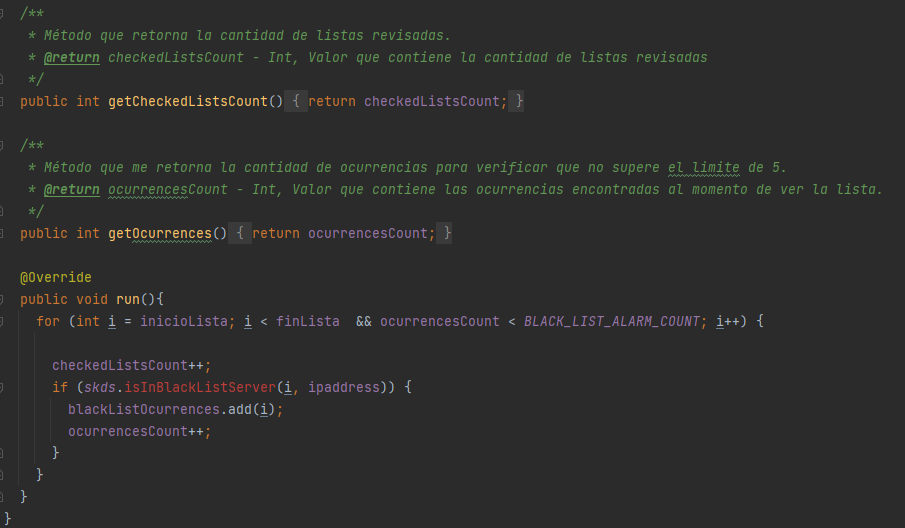 /**
 * Método que retorna la cantidad de listas revisadas.
 * @return checkedListsCount - Int, Valor que contiene la cantidad de listas revisadas
 */
public int getCheckedListsCount() { return checkedListsCount; }
/**
 * Método que me retorna la cantidad de ocurrencias para verificar que no supere el limite de 5.
 * @return ocurrencesCount - Int, Valor que contiene las ocurrencias encontradas al momento de ver la lista.
 */
public int getOcurrences() { return ocurrencesCount; }
@Override
public void run(){
  for (int i = inicioLista; i < finLista  && ocurrencesCount < BLACK_LIST_ALARM_COUNT; i++) {
    checkedListsCount++;
    if (skds.isInBlackListServer(i, ipaddress)) {
      blackListOcurrences.add(i);
      ocurrencesCount++;
    }
  }
}
}